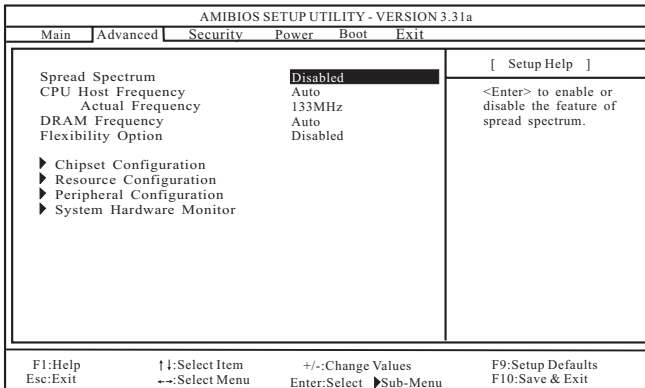 AMIBIOS SETUP UTILITY - VERSION 3.31a
Main Advanced Security Power Boot Exit
[ Setup Help ]
Spread Spectrum Disabled
CPU Host Frequency Auto
Actual Frequency 133MHz
DRAM Frequency Auto
Flexibility Option Disabled
Chipset Configuration
Resource Configuration
Peripheral Configuration
System Hardware Monitor
<Enter> to enable or
disable the feature of
spread spectrum.
F1:Help ↑↓:Select Item +/-:Change Values F9:Setup Defaults
Esc:Exit ←→:Select Menu Enter:Select ▶Sub-Menu F10:Save & Exit